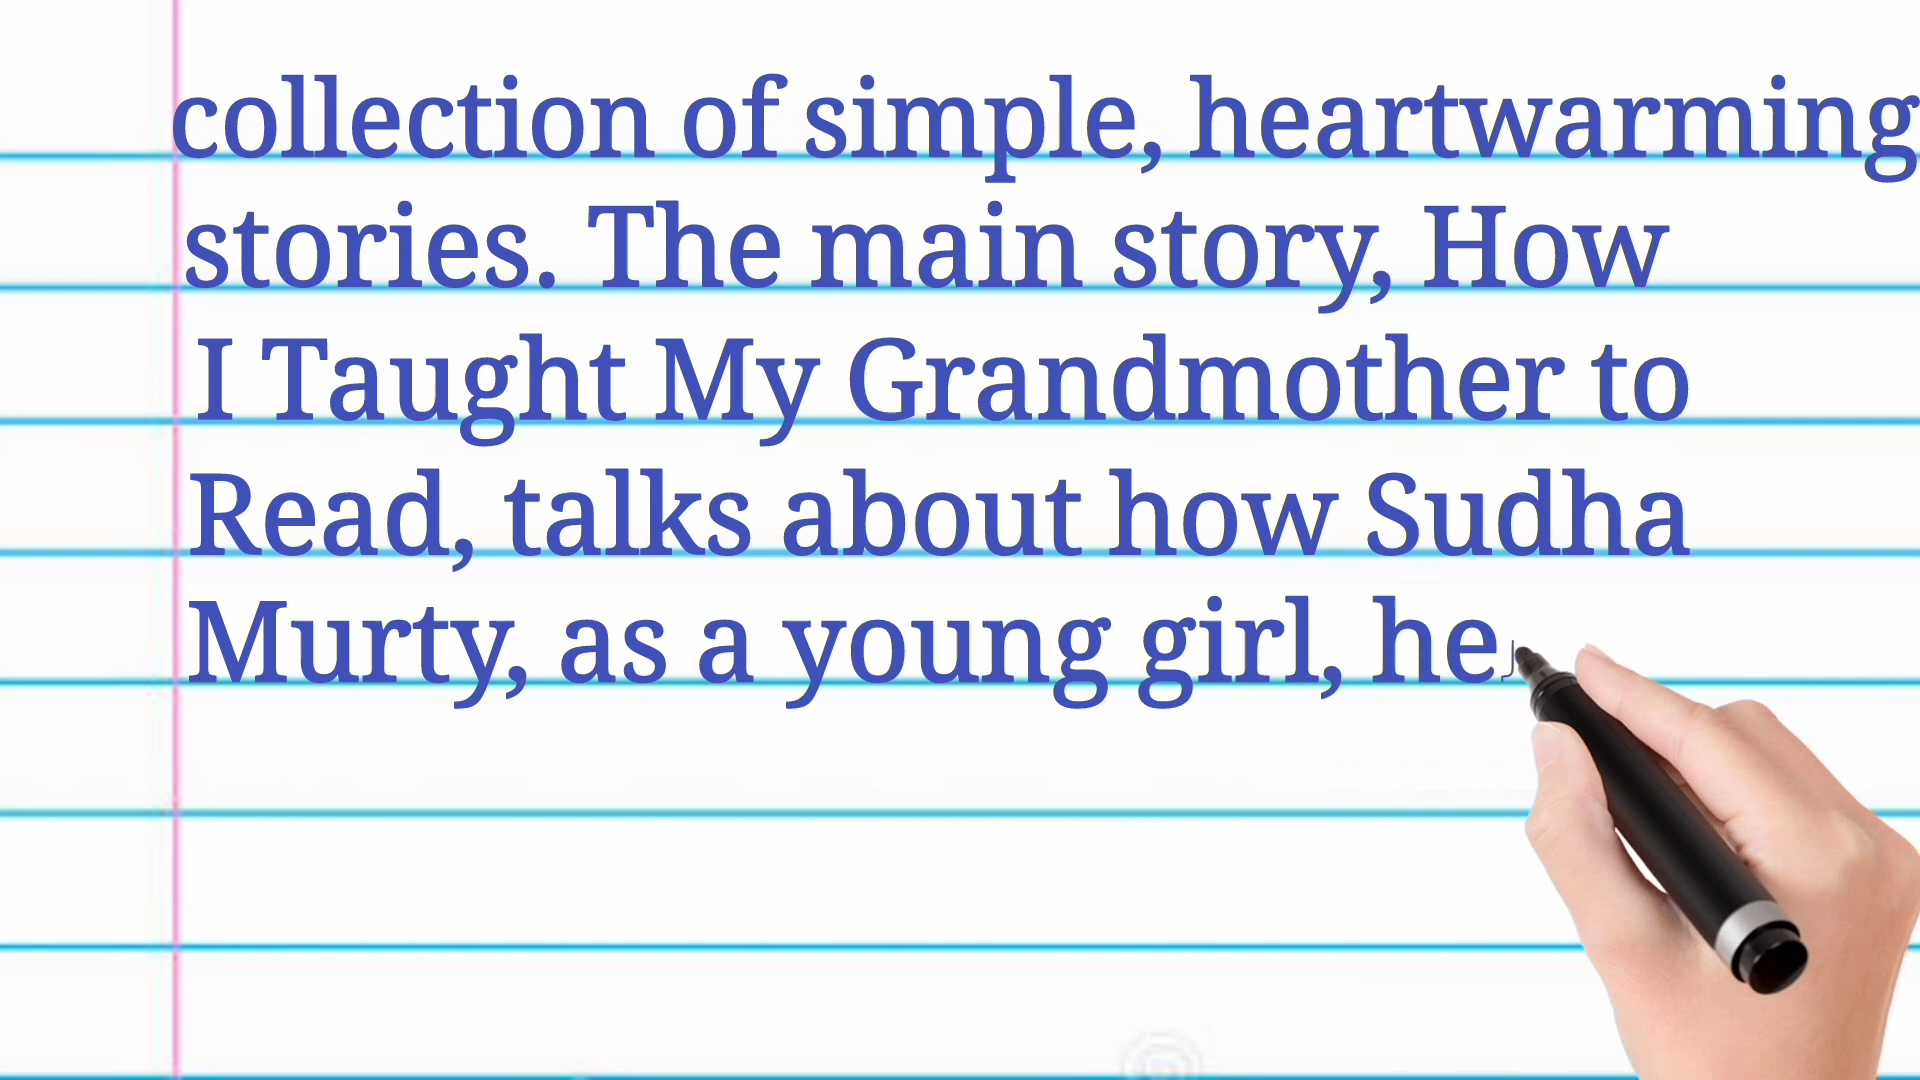 collection of simple, heartwarming
stories. The main story, How
I Taught My Grandmother to
Read, talks about how Sudha
Murty, as a young girl, he